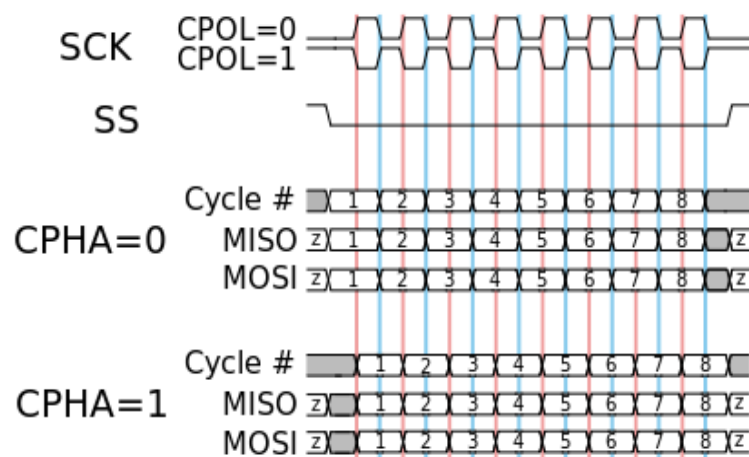 SCK CPOL=0
CPOL=1
SS
Cycle # 1 2 3 4 5 6 7 8
CPHA=0 MISO z 1 2 3 4 5 6 7 8 z
MOSI z 1 2 3 4 5 6 7 8 z
Cycle # 1 2 3 4 5 6 7 8
CPHA=1 MISO z 1 2 3 4 5 6 7 8 z
MOSI z 1 2 3 4 5 6 7 8 z